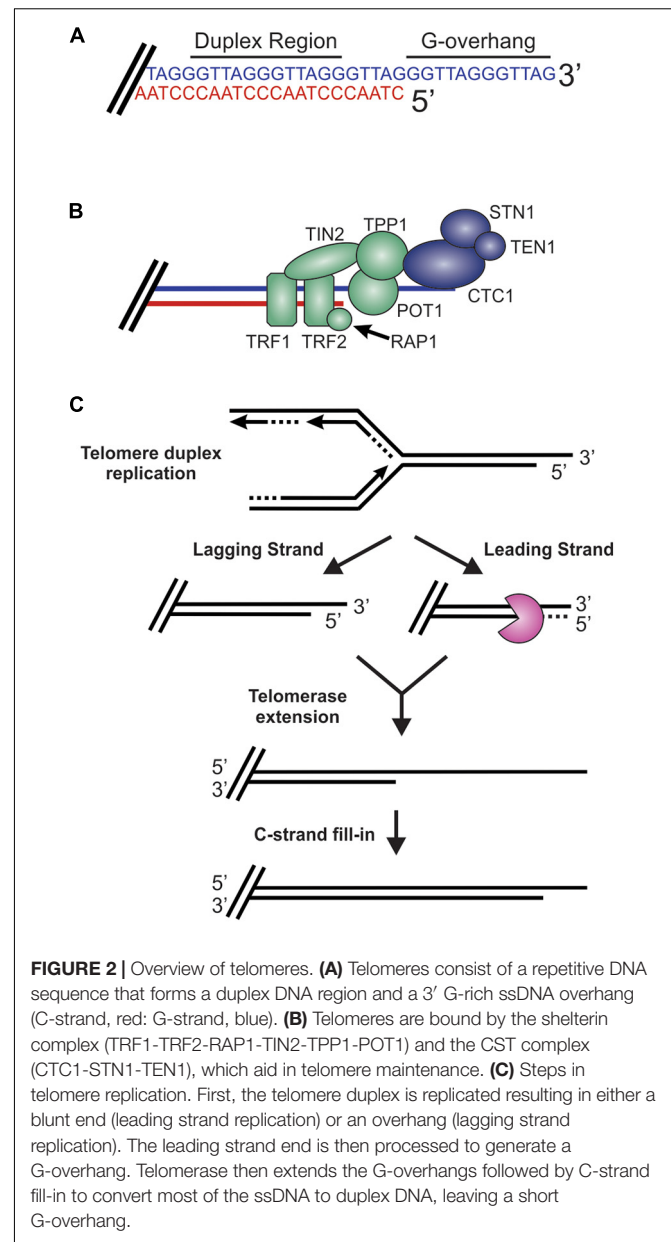 A
Duplex Region G-overhang
TAGGGTTAGGGTTAGGGTTAGGGTTAGGGTTAG3’
AATCCCAATCCCAATCCCAATC 5’
B
STN1
TPP1
TIN2
TEN1
CTC1
POT1
TRF1 TRF2 RAP1
C
Telomere duplex
replication
3’
5’
Lagging Strand Leading Strand
3’
5’
3’
5’
Telomerase
extension
5’
3’
C-strand fill-in
5’
3’
FIGURE 2 | Overview of telomeres. (A) Telomeres consist of a repetitive DNA
sequence that forms a duplex DNA region and a 3′ G-rich ssDNA overhang
(C-strand, red: G-strand, blue). (B) Telomeres are bound by the shelterin
complex (TRF1-TRF2-RAP1-TIN2-TPP1-POT1) and the CST complex
(CTC1-STN1-TEN1), which aid in telomere maintenance. (C) Steps in
telomere replication. First, the telomere duplex is replicated resulting in either a
blunt end (leading strand replication) or an overhang (lagging strand
replication). The leading strand end is then processed to generate a
G-overhang. Telomerase then extends the G-overhangs followed by C-strand
fill-in to convert most of the ssDNA to duplex DNA, leaving a short
G-overhang.